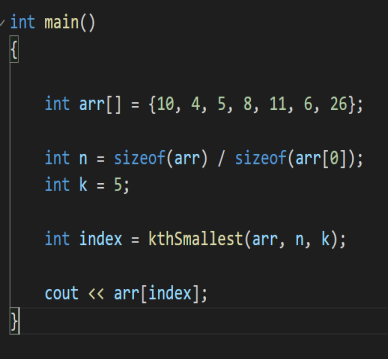 int main()
{
int arr[] = {10, 4, 5, 8, 11, 6, 26};
int n = sizeof(arr) / sizeof(arr[0]);
int k = 5;
int index = kthSmallest(arr, n, k);
cout << arr[index];
}